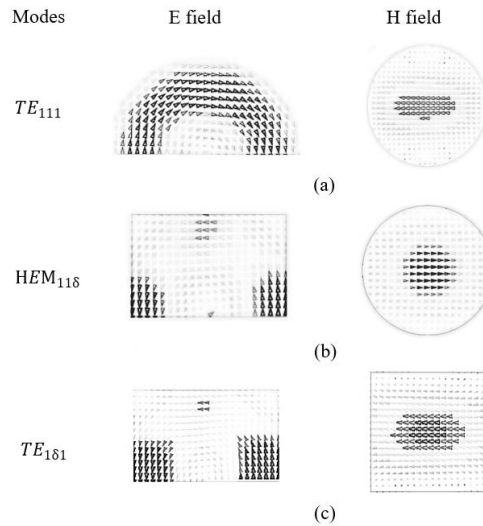 Modes E field H field
TE₁₁₁
(a)
HEM₁₁δ
(b)
TE₁δ₁
(c)